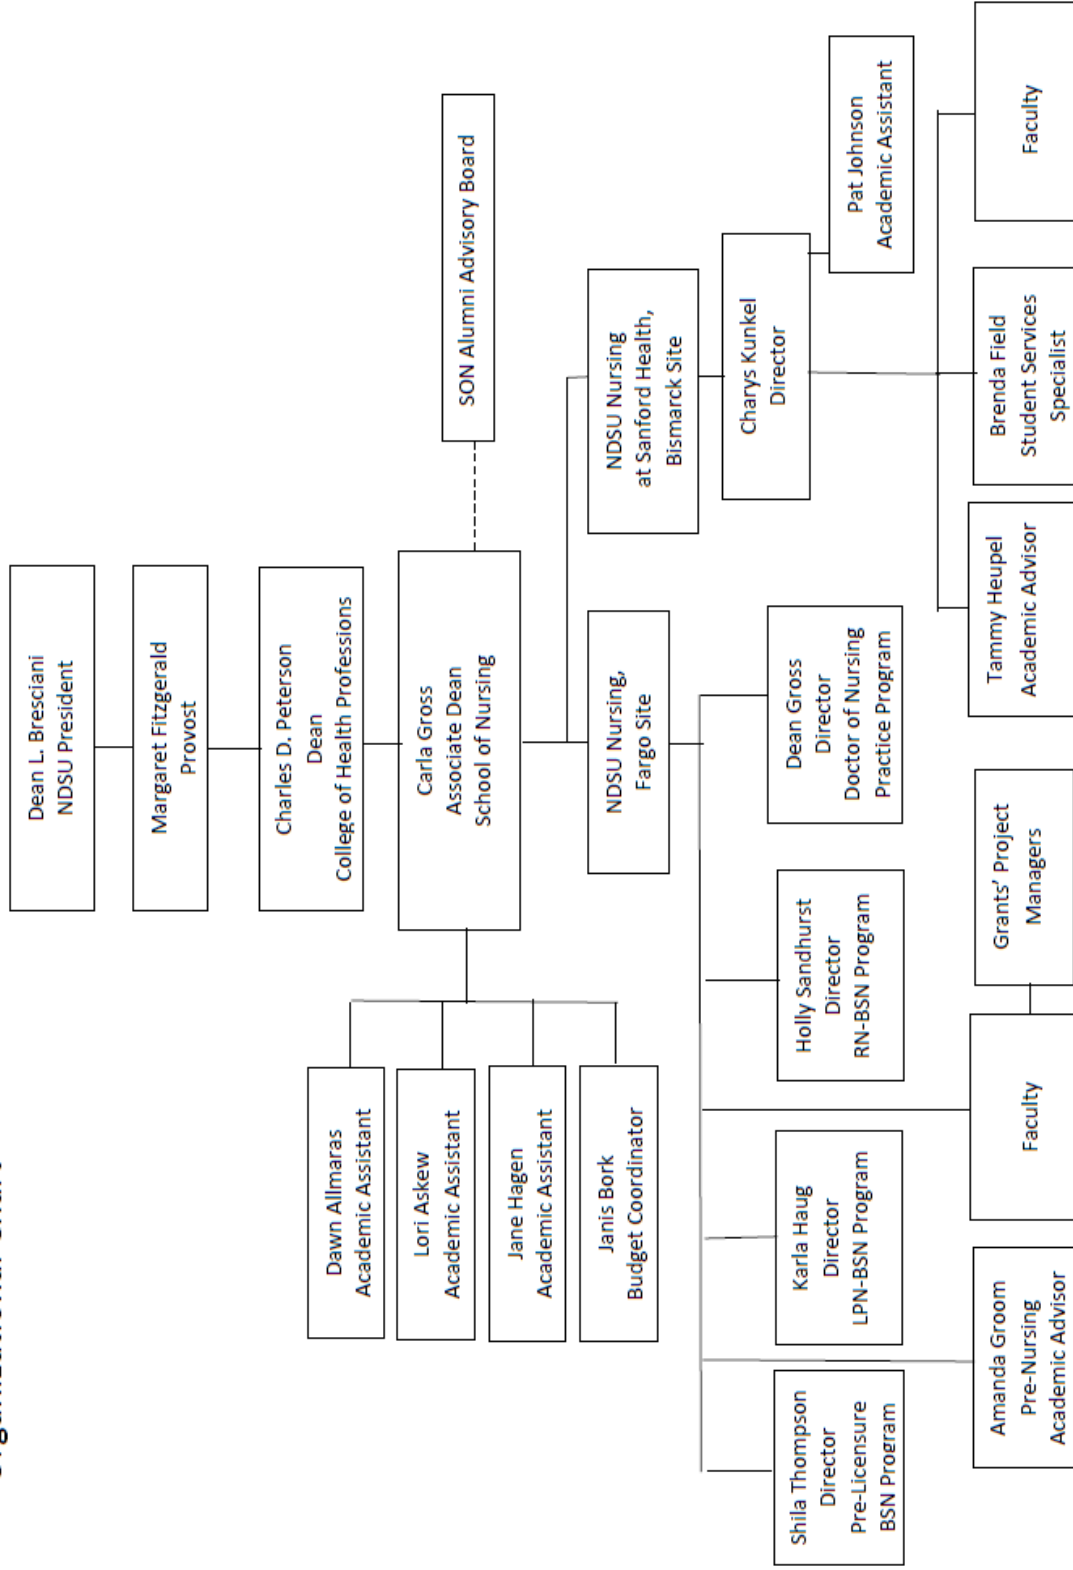 Dean L. Bresciani
NDSU President
Margaret Fitzgerald
Provost
Charles D. Peterson
Dean
College of Health Professions
Carla Gross
Associate Dean
School of Nursing
SON Alumni Advisory Board
Dawn Allmaras
Academic Assistant
Lori Askew
Academic Assistant
Jane Hagen
Academic Assistant
Janis Bork
Budget Coordinator
NDSU Nursing,
Fargo Site
NDSU Nursing
at Sanford Health,
Bismarck Site
Charys Kunkel
Director
Pat Johnson
Academic Assistant
Shila Thompson
Director
Pre-Licensure
BSN Program
Karla Haug
Director
LPN-BSN Program
Holly Sandhurst
Director
RN-BSN Program
Dean Gross
Director
Doctor of Nursing
Practice Program
Amanda Groom
Pre-Nursing
Academic Advisor
Faculty
Grants' Project
Managers
Tammy Heupel
Academic Advisor
Brenda Field
Student Services
Specialist
Faculty